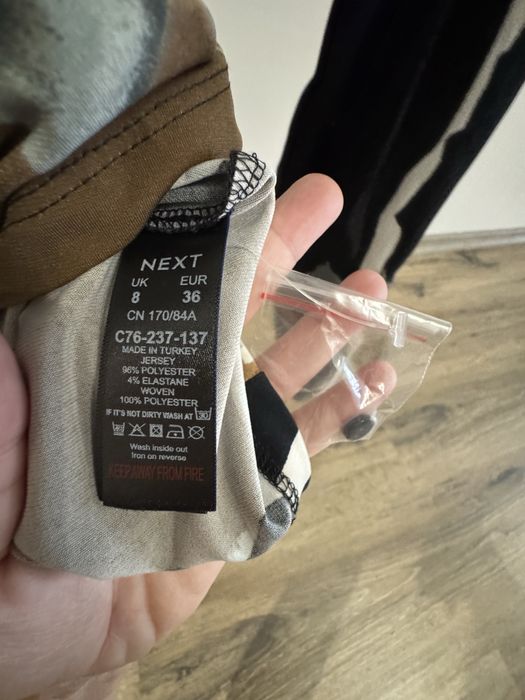 NEXT
UK EUR
8 36
CN 170/84A
C76-237-137
MADE IN TURKEY
JERSEY
96% POLYESTER
4% ELASTANE
WOVEN
100% POLYESTER
IF IT'S NOT DIRTY WASH AT 30
Wash inside out
Iron on reverse
KEEP AWAY FROM FIRE